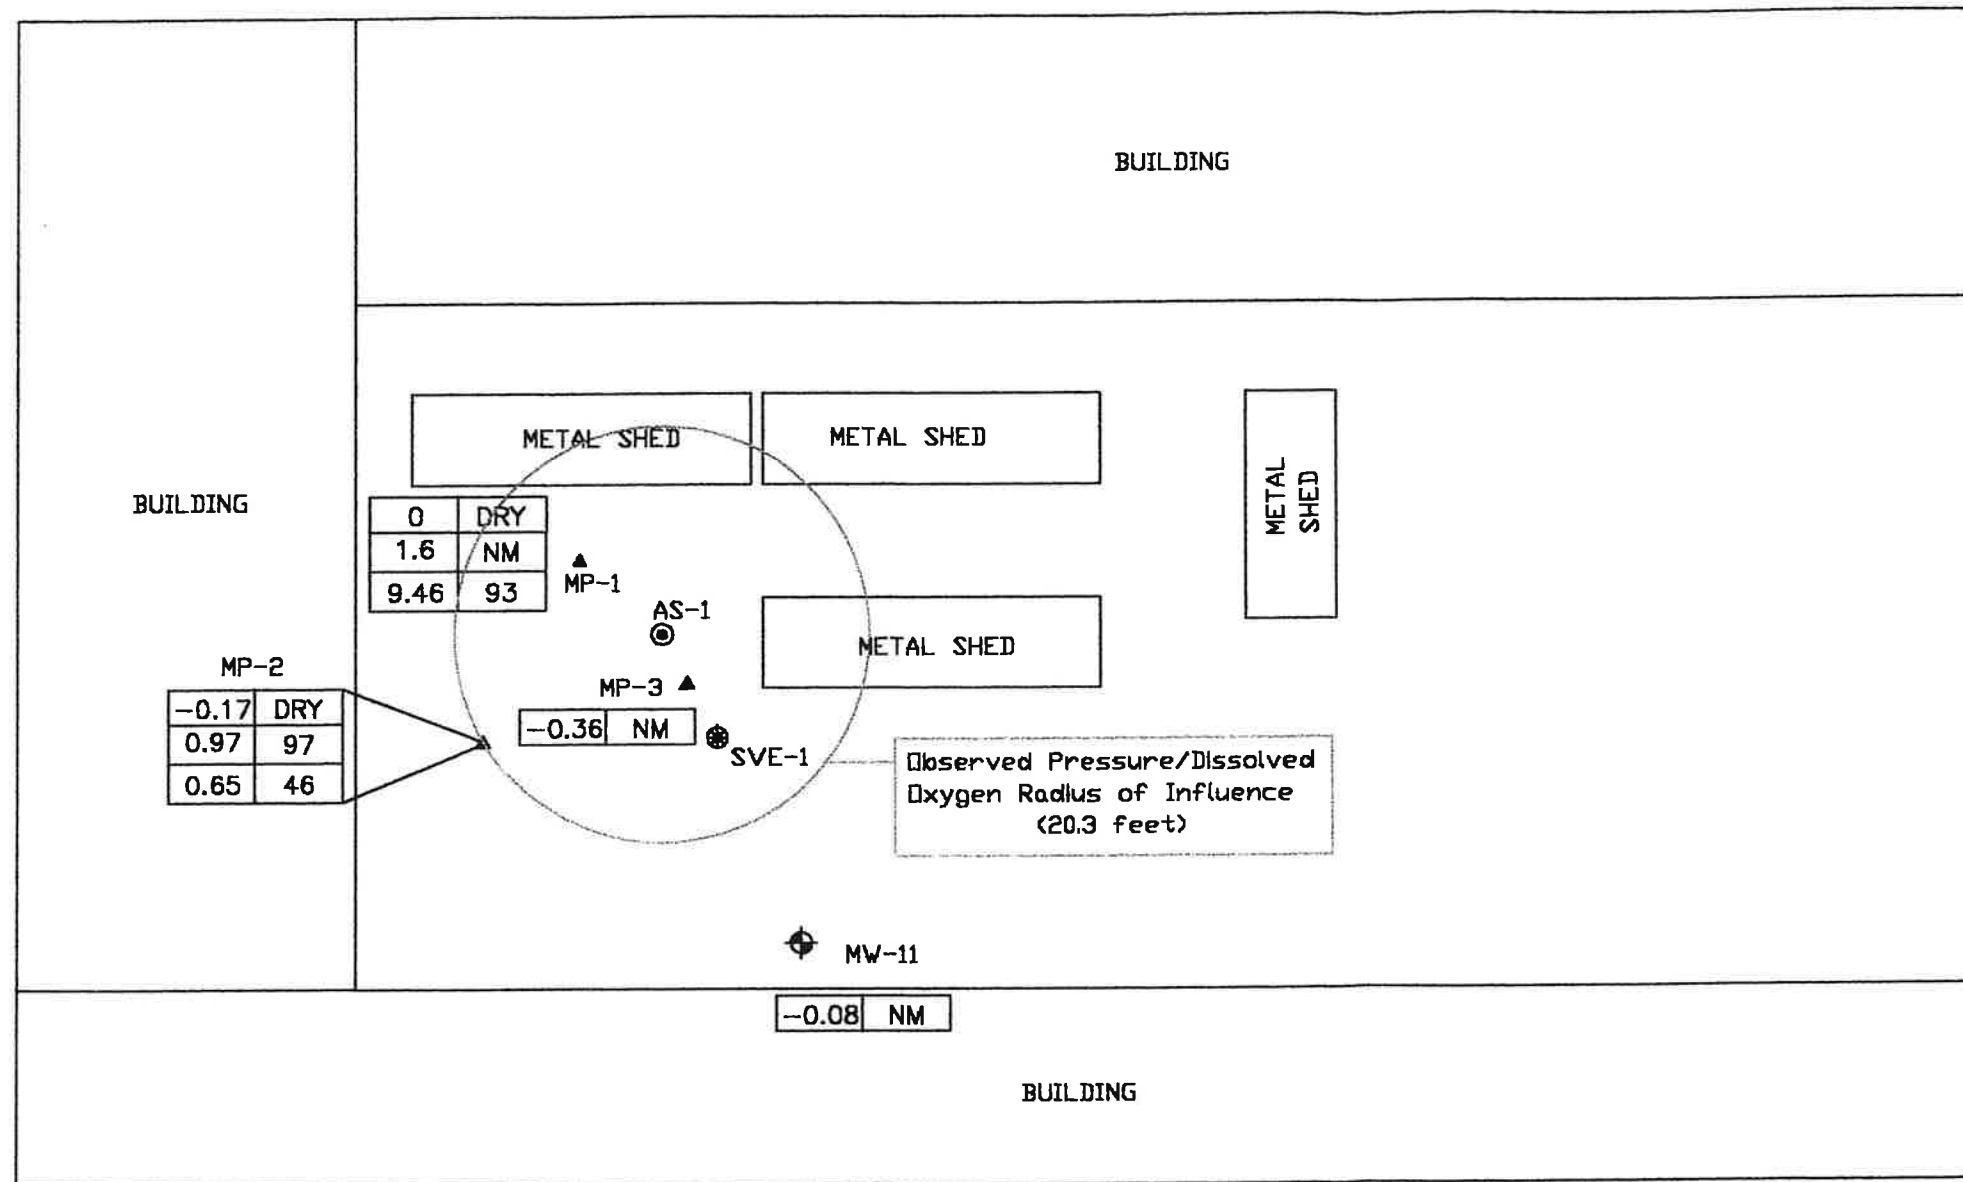 BUILDING
METAL SHED
METAL SHED
METAL
SHED
BUILDING
0 DRY
1.6 NM
9.46 93
MP-1
AS-1
METAL SHED
MP-2
-0.17 DRY
0.97 97
0.65 46
MP-3
-0.36 NM
SVE-1
Observed Pressure/Dissolved
Oxygen Radius of Influence
(20.3 feet)
MW-11
-0.08 NM
BUILDING